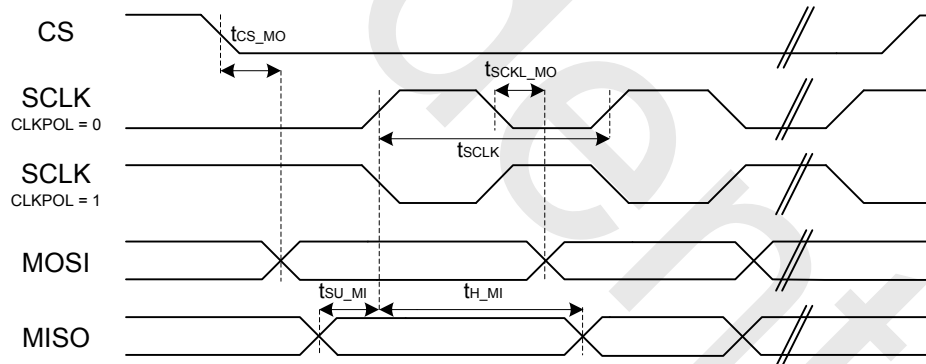 CS
tCS_MO
tSCKL_MO
SCLK
CLKPOL = 0
tSCLK
SCLK
CLKPOL = 1
MOSI
tSU_MI
tH_MI
MISO